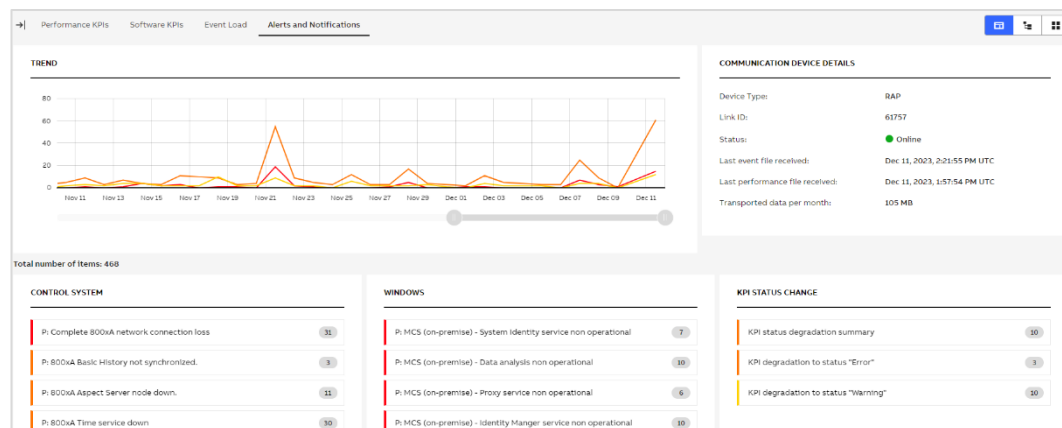 Performance KPIs Software KPIs Event Load Alerts and Notifications
TREND
80
60
40
20
0
Nov 11 Nov 13 Nov 15 Nov 17 Nov 19 Nov 21 Nov 23 Nov 25 Nov 27 Nov 29 Dec 01 Dec 03 Dec 05 Dec 07 Dec 09 Dec 11
COMMUNICATION DEVICE DETAILS
Device Type: RAP
Link ID: 61757
Status: Online
Last event file received: Dec 11, 2023, 2:21:55 PM UTC
Last performance file received: Dec 11, 2023, 1:57:54 PM UTC
Transported data per month: 105 MB
Total number of items: 468
CONTROL SYSTEM
P: Complete 800xA network connection loss 31
P: 800xA Basic History not synchronized. 3
P: 800xA Aspect Server node down. 11
P: 800xA Time service down 30
WINDOWS
P: MCS (on-premise) - System Identity service non operational 7
P: MCS (on-premise) - Data analysis non operational 10
P: MCS (on-premise) - Proxy service non operational 6
P: MCS (on-premise) - Identity Manger service non operational 10
KPI STATUS CHANGE
KPI status degradation summary 10
KPI degradation to status "Error" 3
KPI degradation to status "Warning" 10